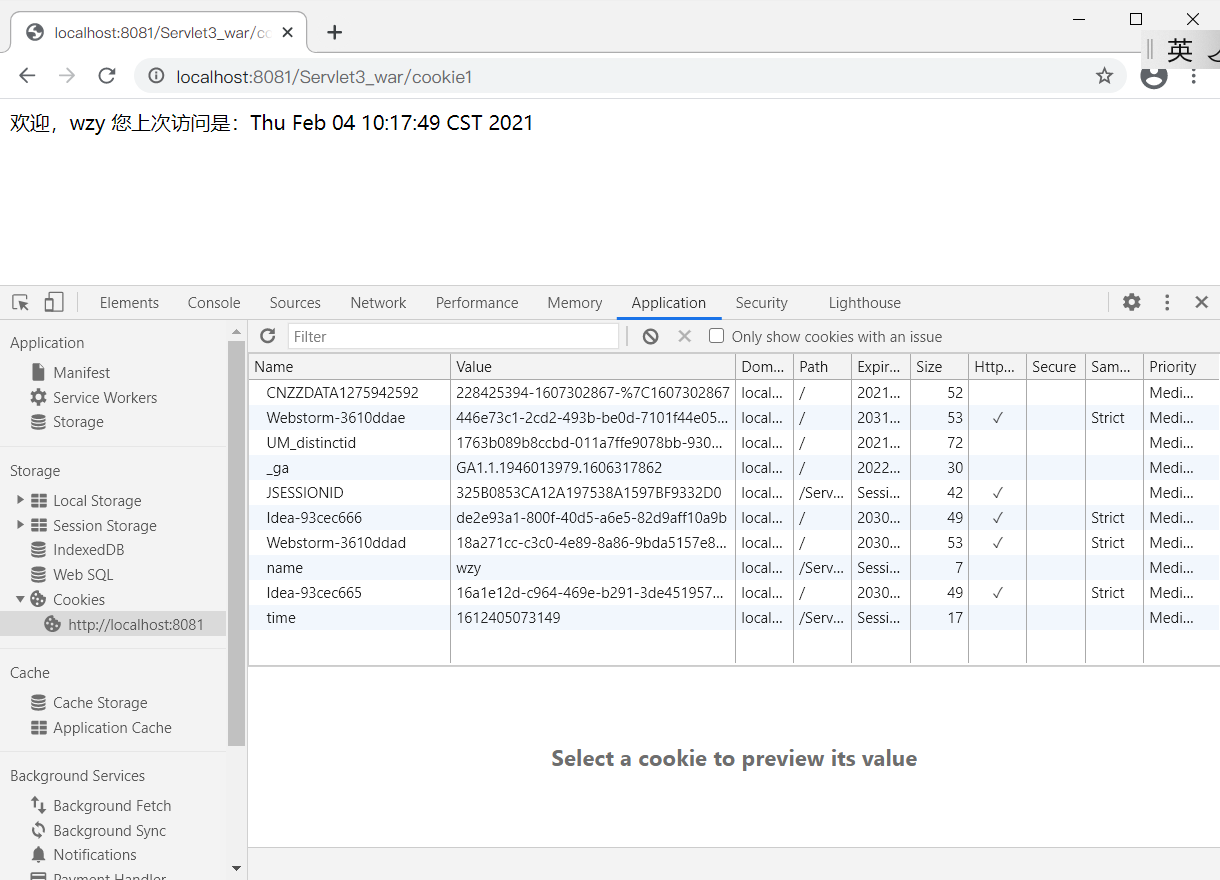 localhost:8081/Servlet3_war/co
英
localhost:8081/Servlet3_war/cookie1
欢迎，wzy 您上次访问是：Thu Feb 04 10:17:49 CST 2021
Elements Console Sources Network Performance Memory Application Security Lighthouse
Application
Manifest
Service Workers
Storage
Storage
Local Storage
Session Storage
IndexedDB
Web SQL
Cookies
http://localhost:8081
Cache
Cache Storage
Application Cache
Background Services
Background Fetch
Background Sync
Notifications
Payment Handler
Filter Only show cookies with an issue
Name Value Dom... Path Expir... Size Http... Secure Sam... Priority
CNZZDATA1275942592 228425394-1607302867-%7C1607302867 local... / 2021... 52 Medi...
Webstorm-3610ddae 446e73c1-2cd2-493b-be0d-7101f44e05... local... / 2031... 53 ✓ Strict Medi...
UM_distinctid 1763b089b8ccbd-011a7ffe9078bb-930... local... / 2021... 72 Medi...
_ga GA1.1.1946013979.1606317862 local... / 2022... 30 Medi...
JSESSIONID 325B0853CA12A197538A1597BF9332D0 local... /Serv... Sessi... 42 ✓ Medi...
Idea-93cec666 de2e93a1-800f-40d5-a6e5-82d9aff10a9b local... / 2030... 49 ✓ Strict Medi...
Webstorm-3610ddad 18a271cc-c3c0-4e89-8a86-9bda5157e8... local... / 2030... 53 ✓ Strict Medi...
name wzy local... /Serv... Sessi... 7 Medi...
Idea-93cec665 16a1e12d-c964-469e-b291-3de451957... local... / 2030... 49 ✓ Strict Medi...
time 1612405073149 local... /Serv... Sessi... 17 Medi...
Select a cookie to preview its value